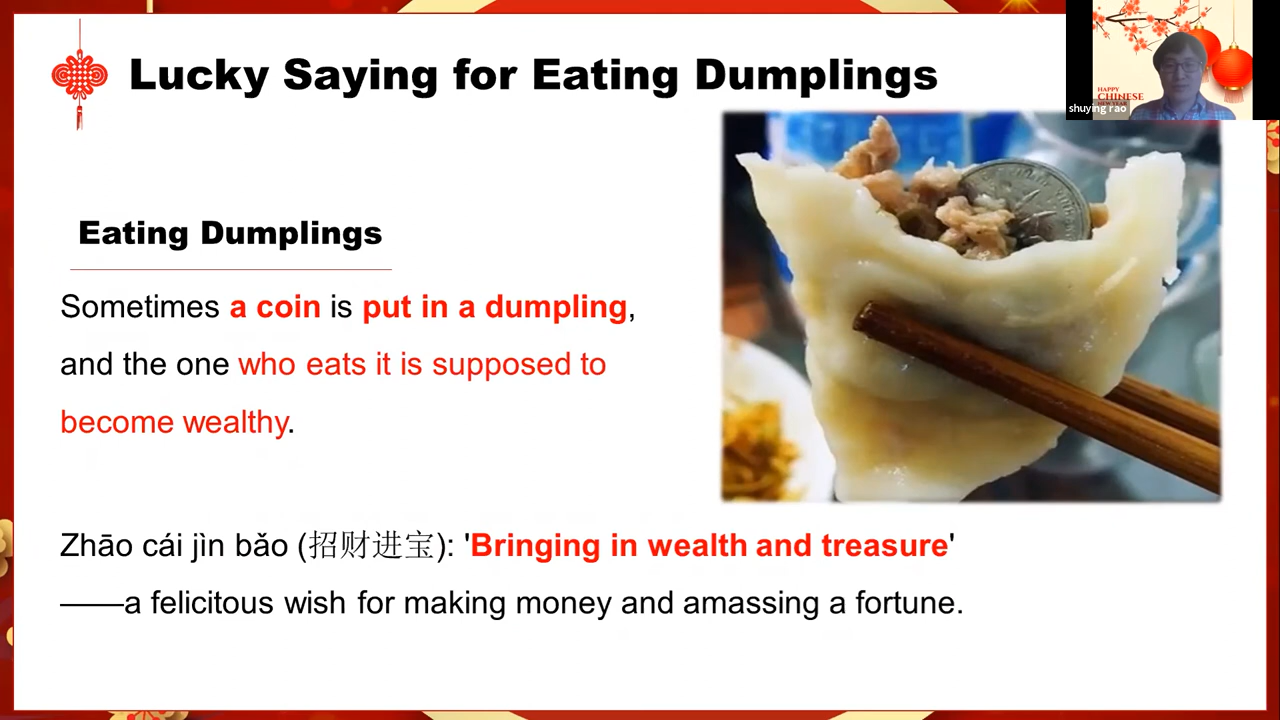 Lucky Saying for Eating Dumplings
HAPPY
CHINESE
NEW YEAR
shuying rao
Eating Dumplings
Sometimes a coin is put in a dumpling,
and the one who eats it is supposed to
become wealthy.
Zhāo cái jìn bǎo (招财进宝): 'Bringing in wealth and treasure'
——a felicitous wish for making money and amassing a fortune.